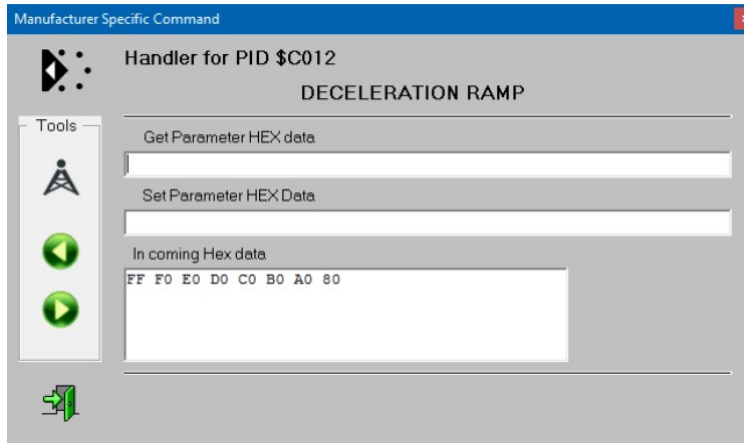 Manufacturer Specific Command
Handler for PID $C012
DECELERATION RAMP
Tools
Get Parameter HEX data
Set Parameter HEX Data
In coming Hex data
FF F0 E0 D0 C0 B0 A0 80